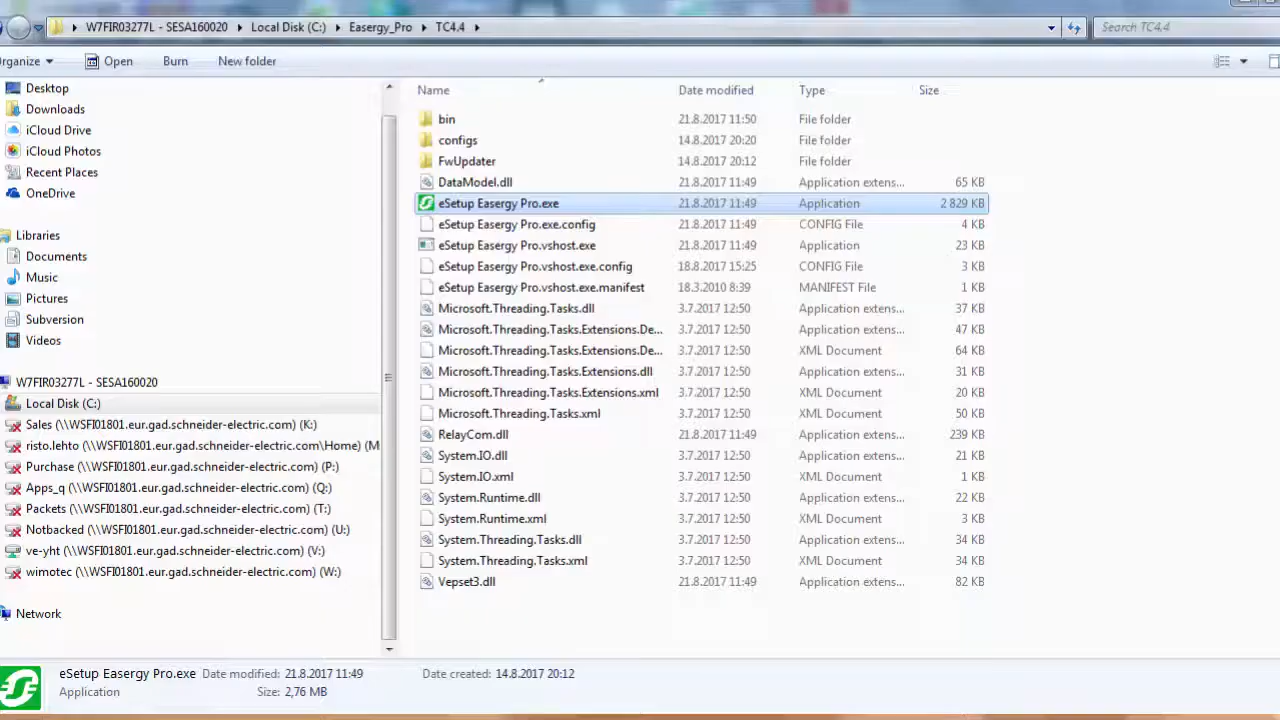 W7FIR03277L - SESA160020 Local Disk (C:) Easergy_Pro TC4.4 Search TC4.4
rganize Open Burn New folder
Name Date modified Type Size
Desktop
Downloads
iCloud Drive
iCloud Photos
Recent Places
OneDrive
Libraries
Documents
Music
Pictures
Subversion
Videos
W7FIR03277L - SESA160020
Local Disk (C:)
Sales (\\WSFI01801.eur.gad.schneider-electric.com) (K:)
risto.lehto (\\WSFI01801.eur.gad.schneider-electric.com\Home) (M
Purchase (\\WSFI01801.eur.gad.schneider-electric.com) (P:)
Apps_q (\\WSFI01801.eur.gad.schneider-electric.com) (Q:)
Packets (\\WSFI01801.eur.gad.schneider-electric.com) (T:)
Notbacked (\\WSFI01801.eur.gad.schneider-electric.com) (U:)
ve-yht (\\WSFI01801.eur.gad.schneider-electric.com) (V:)
wimotec (\\WSFI01801.eur.gad.schneider-electric.com) (W:)
Network
bin 21.8.2017 11:50 File folder
configs 14.8.2017 20:20 File folder
FwUpdater 14.8.2017 20:12 File folder
DataModel.dll 21.8.2017 11:49 Application extens... 65 KB
eSetup Easergy Pro.exe 21.8.2017 11:49 Application 2 829 KB
eSetup Easergy Pro.exe.config 21.8.2017 11:49 CONFIG File 4 KB
eSetup Easergy Pro.vshost.exe 21.8.2017 11:49 Application 23 KB
eSetup Easergy Pro.vshost.exe.config 18.8.2017 15:25 CONFIG File 3 KB
eSetup Easergy Pro.vshost.exe.manifest 18.3.2010 8:39 MANIFEST File 1 KB
Microsoft.Threading.Tasks.dll 3.7.2017 12:50 Application extens... 37 KB
Microsoft.Threading.Tasks.Extensions.De... 3.7.2017 12:50 Application extens... 47 KB
Microsoft.Threading.Tasks.Extensions.De... 3.7.2017 12:50 XML Document 64 KB
Microsoft.Threading.Tasks.Extensions.dll 3.7.2017 12:50 Application extens... 31 KB
Microsoft.Threading.Tasks.Extensions.xml 3.7.2017 12:50 XML Document 20 KB
Microsoft.Threading.Tasks.xml 3.7.2017 12:50 XML Document 50 KB
RelayCom.dll 21.8.2017 11:49 Application extens... 239 KB
System.IO.dll 3.7.2017 12:50 Application extens... 21 KB
System.IO.xml 3.7.2017 12:50 XML Document 1 KB
System.Runtime.dll 3.7.2017 12:50 Application extens... 22 KB
System.Runtime.xml 3.7.2017 12:50 XML Document 3 KB
System.Threading.Tasks.dll 3.7.2017 12:50 Application extens... 34 KB
System.Threading.Tasks.xml 3.7.2017 12:50 XML Document 34 KB
Vepset3.dll 21.8.2017 11:49 Application extens... 82 KB
eSetup Easergy Pro.exe Date modified: 21.8.2017 11:49 Date created: 14.8.2017 20:12
Application Size: 2,76 MB